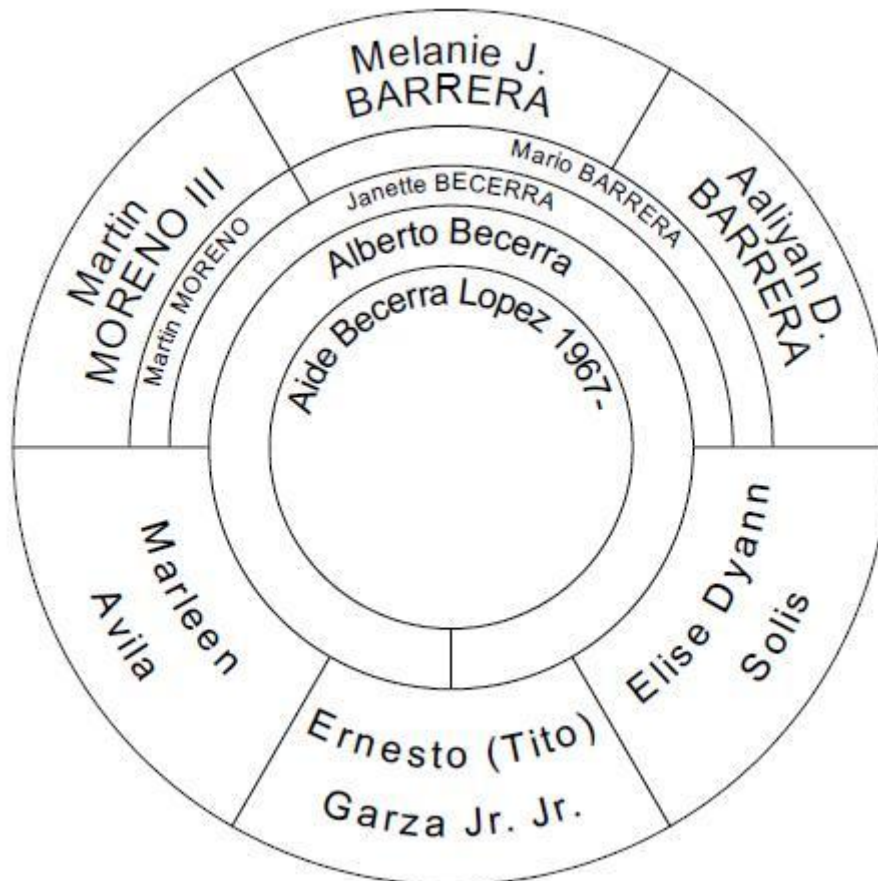 Melanie J.
BARRERA
Martin
MORENO III
Aaliyah D.
BARRERA
Mario BARRERA
Martin MORENO
Janette BECERRA
Alberto Becerra
Aide Becerra Lopez 1967-
Marleen
Avila
Elise Dyann
Solis
Ernesto (Tito)
Garza Jr. Jr.